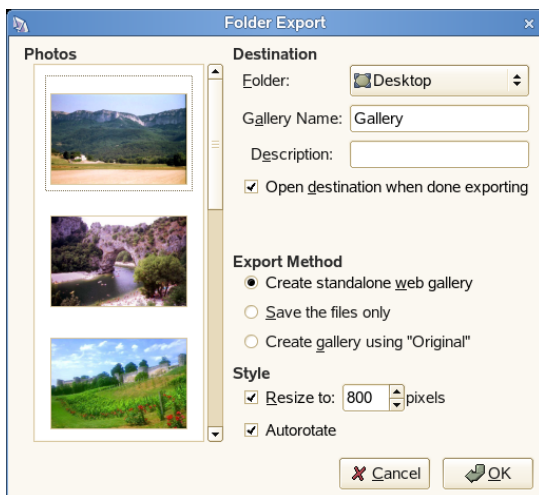 Folder Export
Photos
Destination
Folder:
Desktop
Gallery Name:
Gallery
Description:
Open destination when done exporting
Export Method
Create standalone web gallery
Save the files only
Create gallery using "Original"
Style
Resize to:
800
pixels
Autorotate
Cancel
OK